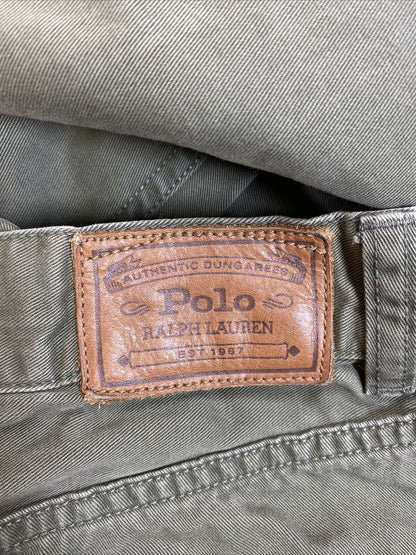 AUTHENTIC DUNGAREES
Polo
RALPH LAUREN
EST. 1967